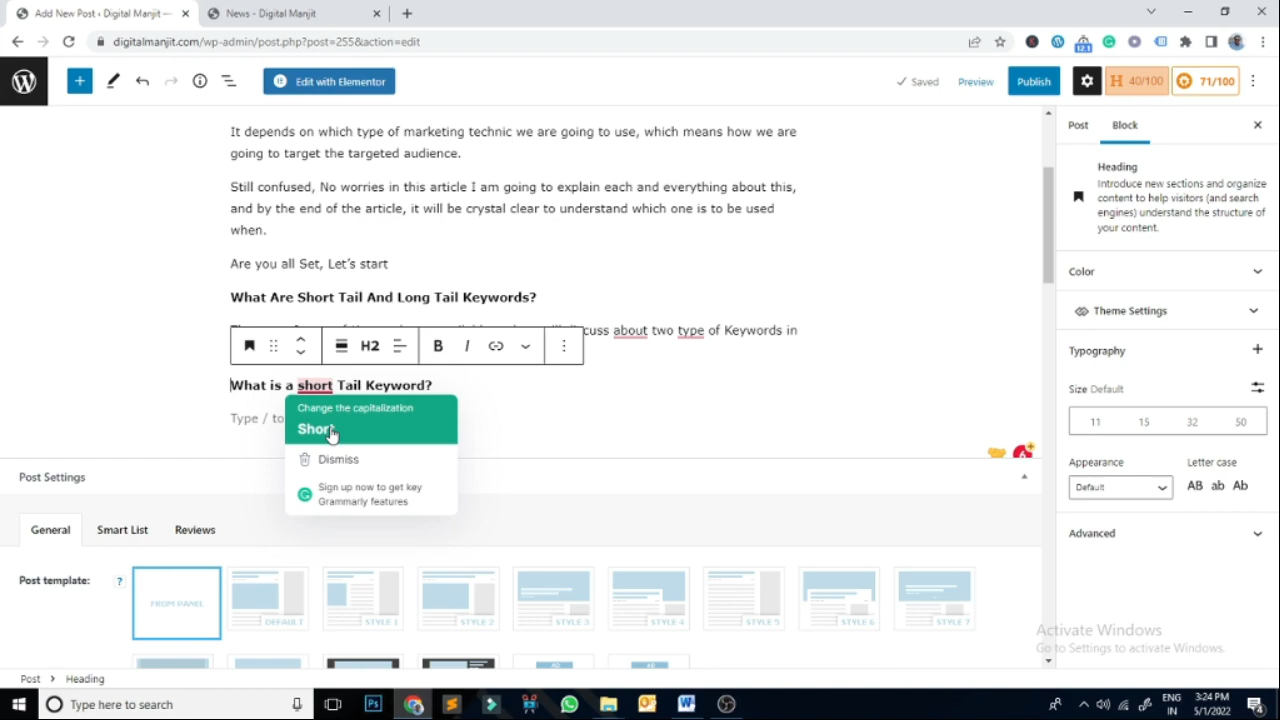 Add New Post ‹ Digital Manjit —
News - Digital Manjit
digitalmanjit.com/wp-admin/post.php?post=255&action=edit
12.1
Edit with Elementor
Saved
Preview
Publish
H 40/100
71/100
It depends on which type of marketing technic we are going to use, which means how we are
going to target the targeted audience.
Still confused, No worries in this article I am going to explain each and everything about this,
and by the end of the article, it will be crystal clear to understand which one is to be used
when.
Are you all Set, Let's start
What Are Short Tail And Long Tail Keywords?
cuss about two type of Keywords in
H2
B
I
What is a short Tail Keyword?
Type / to
Change the capitalization
Short
Dismiss
Sign up now to get key
Grammarly features
Post
Block
Heading
Introduce new sections and organize
content to help visitors (and search
engines) understand the structure of
your content.
Color
Theme Settings
Typography
Size Default
11
15
32
50
Appearance
Letter case
Default
AB ab Ab
Advanced
Post Settings
General
Smart List
Reviews
Post template:
?
FROM PANEL
DEFAULT
STYLE 1
STYLE 2
STYLE 3
STYLE 4
STYLE 5
STYLE 6
STYLE 7
AD
AD
Activate Windows
Go to Settings to activate Windows.
Post
Heading
Type here to search
Ps
ENG
IN
3:24 PM
5/1/2022
4